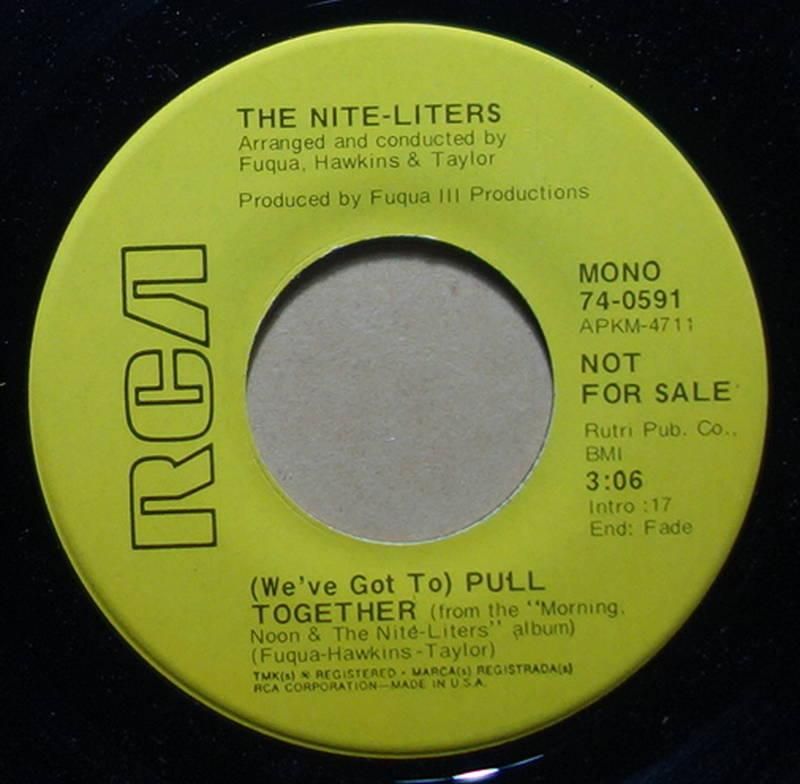 THE NITE-LITERS
Arranged and conducted by
Fuqua, Hawkins & Taylor
Produced by Fuqua III Productions
RCA
MONO
74-0591
APKM-4711
NOT
FOR SALE
Rutri Pub. Co.,
BMI
3:06
Intro :17
End: Fade
(We've Got To) PULL
TOGETHER (from the "Morning,
Noon & The Nite-Liters" album)
(Fuqua-Hawkins-Taylor)
TMK(s) ® REGISTERED • MARCA(s) REGISTRADA(s)
RCA CORPORATION—MADE IN U.S.A.